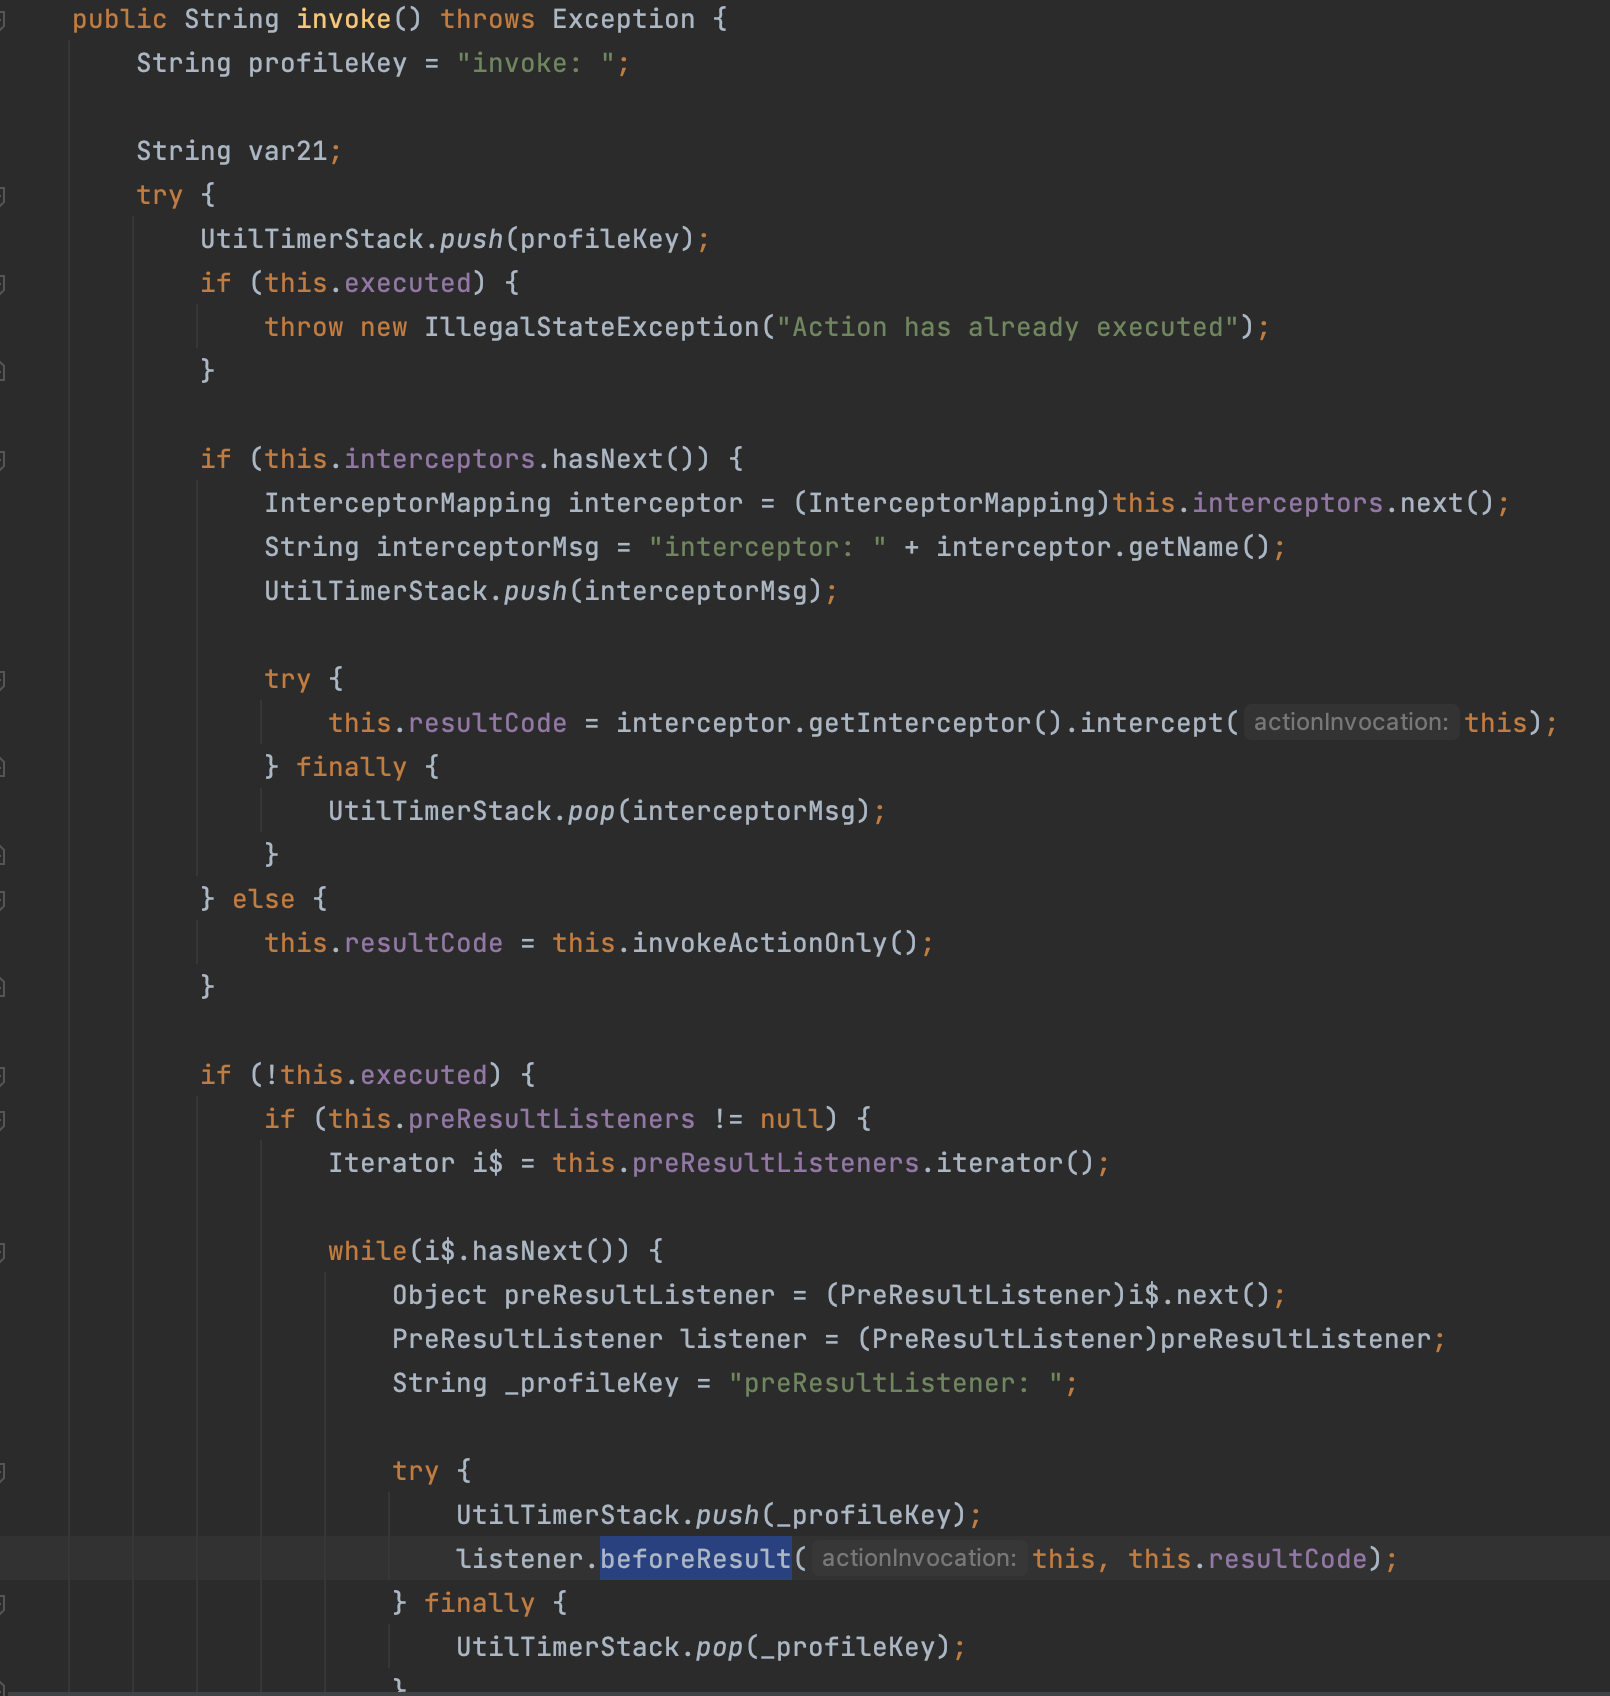 public String invoke() throws Exception {
String profileKey = "invoke: ";
String var21;
try {
UtilTimerStack.push(profileKey);
if (this.executed) {
throw new IllegalStateException("Action has already executed");
}
if (this.interceptors.hasNext()) {
InterceptorMapping interceptor = (InterceptorMapping)this.interceptors.next();
String interceptorMsg = "interceptor: " + interceptor.getName();
UtilTimerStack.push(interceptorMsg);
try {
this.resultCode = interceptor.getInterceptor().intercept( actionInvocation: this);
} finally {
UtilTimerStack.pop(interceptorMsg);
}
} else {
this.resultCode = this.invokeActionOnly();
}
if (!this.executed) {
if (this.preResultListeners != null) {
Iterator i$ = this.preResultListeners.iterator();
while(i$.hasNext()) {
Object preResultListener = (PreResultListener)i$.next();
PreResultListener listener = (PreResultListener)preResultListener;
String _profileKey = "preResultListener: ";
try {
UtilTimerStack.push(_profileKey);
listener.beforeResult( actionInvocation: this, this.resultCode);
} finally {
UtilTimerStack.pop(_profileKey);
}